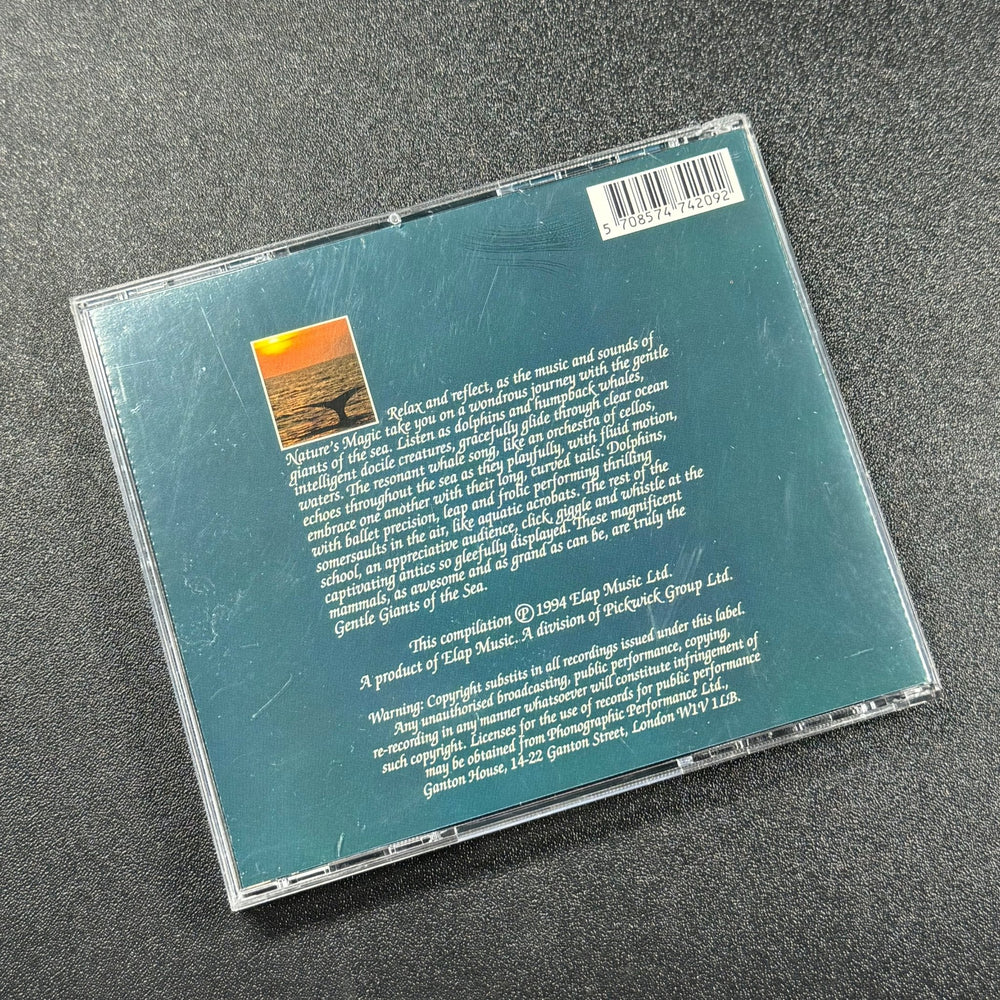 5 708574 742092
Relax and reflect, as the music and sounds of
Nature's Magic take you on a wondrous journey with the gentle
giants of the sea. Listen as dolphins and humpback whales,
intelligent docile creatures, gracefully glide through clear ocean
waters. The resonant whale song, like an orchestra of cellos,
echoes throughout the sea as they playfully, with fluid motion,
embrace one another with their long, curved tails. Dolphins,
with ballet precision, leap and frolic performing thrilling
somersaults in the air, like aquatic acrobats. The rest of the
school, an appreciative audience, click, giggle and whistle at the
captivating antics so gleefully displayed. These magnificent
mammals, as awesome and as grand as can be, are truly the
Gentle Giants of the Sea.
This compilation Ⓟ 1994 Elap Music Ltd.
A product of Elap Music. A division of Pickwick Group Ltd.
Warning: Copyright substits in all recordings issued under this label.
Any unauthorised broadcasting, public performance, copying,
re-recording in any manner whatsoever will constitute infringement of
such copyright. Licenses for the use of records for public performance
may be obtained from Phonographic Performance Ltd.,
Ganton House, 14-22 Ganton Street, London W1V 1LB.